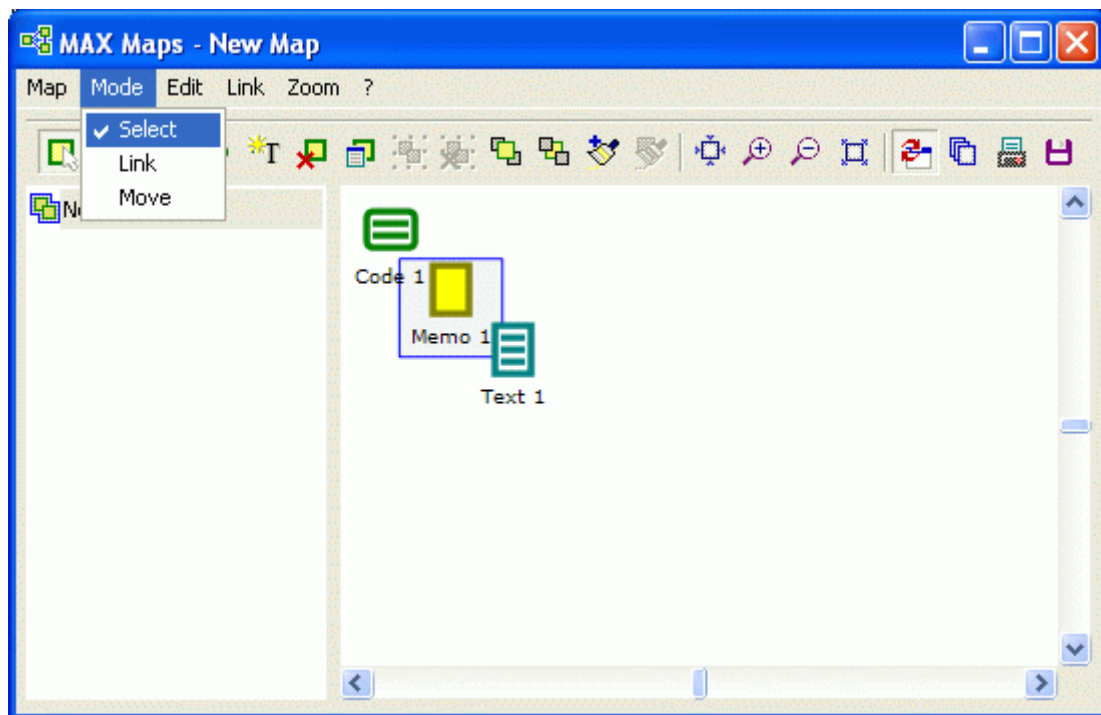 MAX Maps - New Map
Map Mode Edit Link Zoom ?
Select
Link
Move
T
Code 1
Memo 1
Text 1